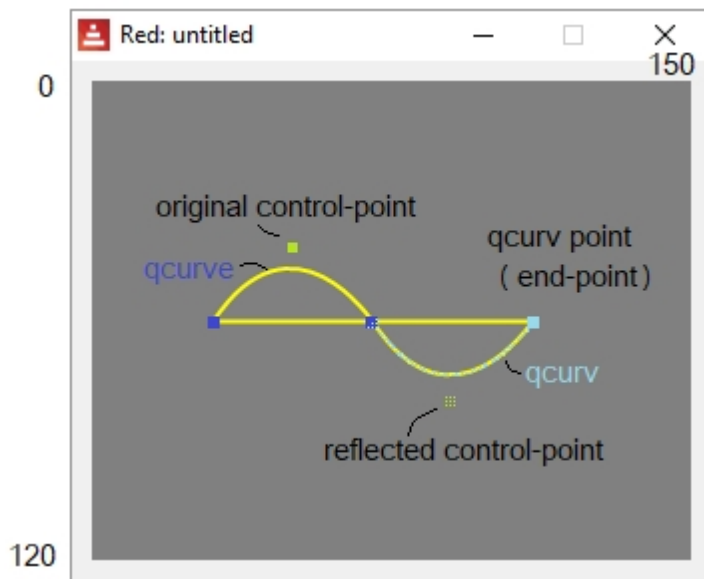 Red: untitled
150
0
original control-point
qcurv point
( end-point)
qcurve
qcurv
reflected control-point
120